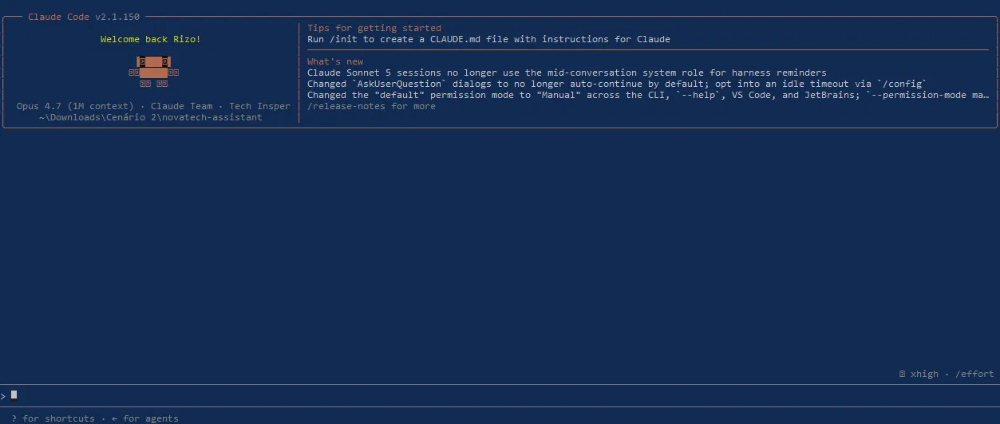 Claude Code v2.1.150
Welcome back Rizo!
Opus 4.7 (1M context) · Claude Team · Tech Insper
~\Downloads\Cenário 2\novatech-assistant
Tips for getting started
Run /init to create a CLAUDE.md file with instructions for Claude
What's new
Claude Sonnet 5 sessions no longer use the mid-conversation system role for harness reminders
Changed `AskUserQuestion` dialogs to no longer auto-continue by default; opt into an idle timeout via `/config`
Changed the "default" permission mode to "Manual" across the CLI, `--help`, VS Code, and JetBrains; `--permission-mode ma…
/release-notes for more
xhigh · /effort
>
? for shortcuts · ← for agents